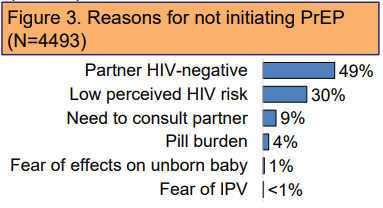 Figure 3. Reasons for not initiating PrEP
(N=4493)
Partner HIV-negative 49%
Low perceived HIV risk 30%
Need to consult partner 9%
Pill burden 4%
Fear of effects on unborn baby 1%
Fear of IPV <1%